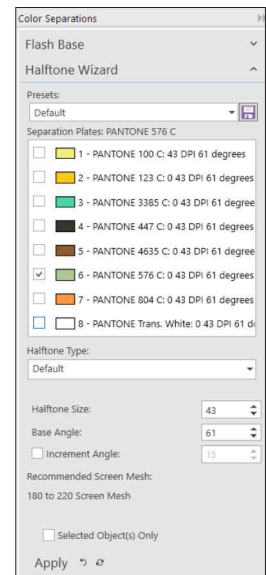 Color Separations
Flash Base
Halftone Wizard
Presets:
Default
Separation Plates: PANTONE 576 C
1 - PANTONE 100 C: 43 DPI 61 degrees
2 - PANTONE 123 C: 0 43 DPI 61 degrees
3 - PANTONE 3385 C: 0 43 DPI 61 degree
4 - PANTONE 447 C: 0 43 DPI 61 degrees
5 - PANTONE 4635 C: 0 43 DPI 61 degree
6 - PANTONE 576 C: 0 43 DPI 61 degrees
7 - PANTONE 804 C: 0 43 DPI 61 degrees
8 - PANTONE Trans. White: 0 43 DPI 61 d
Halftone Type:
Default
Halftone Size: 43
Base Angle: 61
Increment Angle: 15
Recommended Screen Mesh:
180 to 220 Screen Mesh
Selected Object(s) Only
Apply